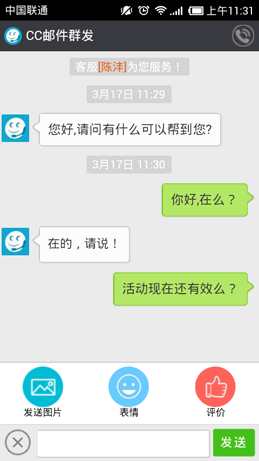 中国联通 上午11:31
CC邮件群发
客服[陈沣]为您服务！
3月17日 11:29
您好,请问有什么可以帮到您?
3月17日 11:30
你好,在么？
在的，请说！
活动现在还有效么？
发送图片 表情 评价
发送